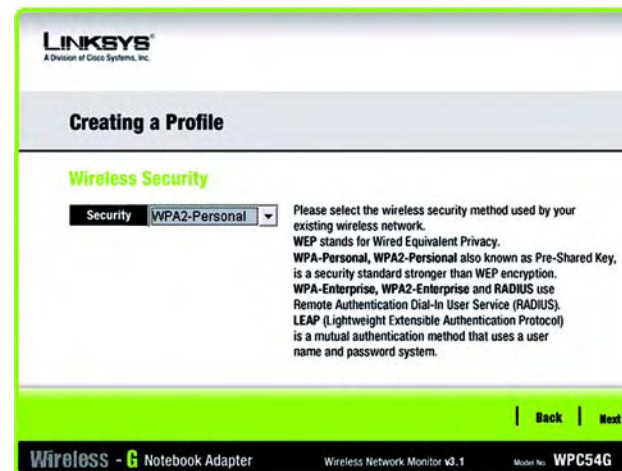 LINKSYS®
A Division of Cisco Systems, Inc.
Creating a Profile
Wireless Security
Security WPA2-Personal
Please select the wireless security method used by your
existing wireless network.
WEP stands for Wired Equivalent Privacy.
WPA-Personal, WPA2-Persional also known as Pre-Shared Key,
is a security standard stronger than WEP encryption.
WPA-Enterprise, WPA2-Enterprise and RADIUS use
Remote Authentication Dial-In User Service (RADIUS).
LEAP (Lightweight Extensible Authentication Protocol)
is a mutual authentication method that uses a user
name and password system.
| Back | Next
Wireless - G Notebook Adapter Wireless Network Monitor v3.1 Model No. WPC54G